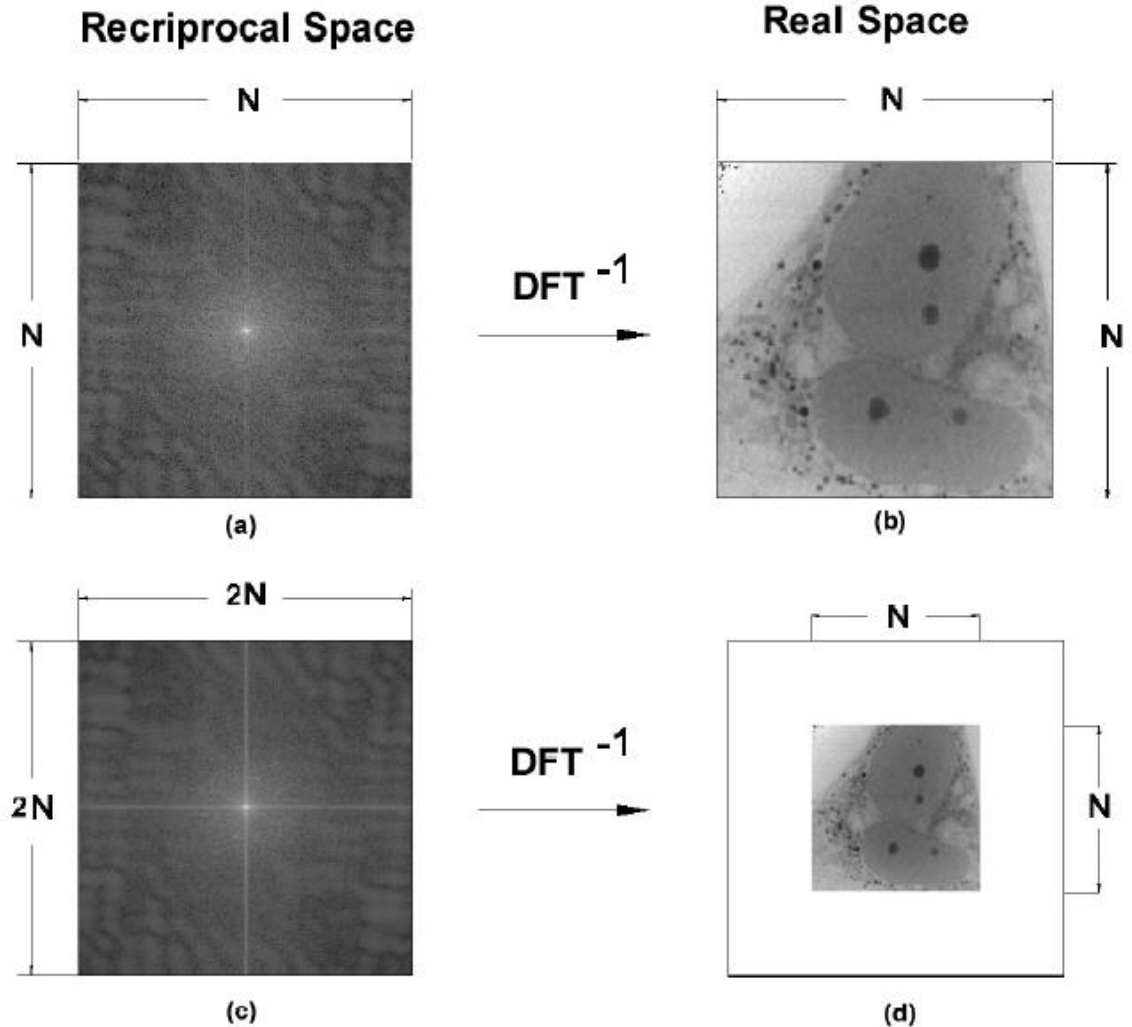 Recriprocal Space
Real Space
N
N
N
DFT -1
N
(a)
(b)
2N
N
2N
DFT -1
N
(c)
(d)